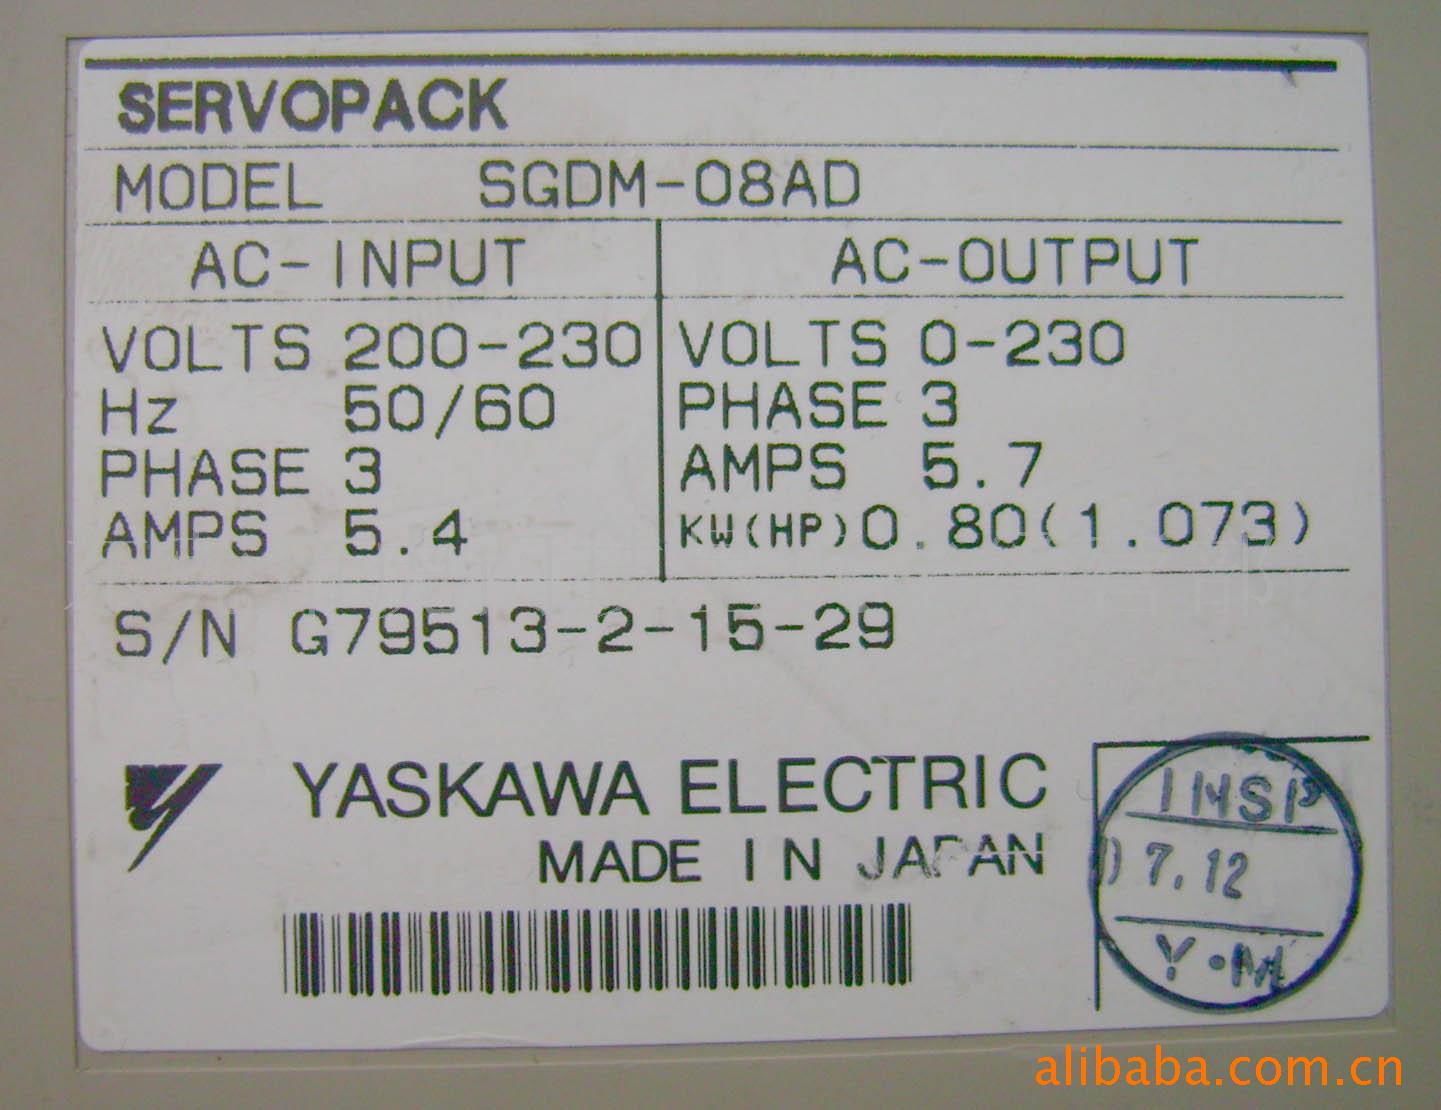 SERVOPACK
MODEL SGDM-08AD
AC-INPUT AC-OUTPUT
VOLTS 200-230 VOLTS 0-230
Hz 50/60 PHASE 3
PHASE 3 AMPS 5.7
AMPS 5.4 KW(HP)0.80(1.073)
S/N G79513-2-15-29
YASKAWA ELECTRIC
MADE IN JAPAN
INSP
07.12
Y.M
alibaba.com.cn